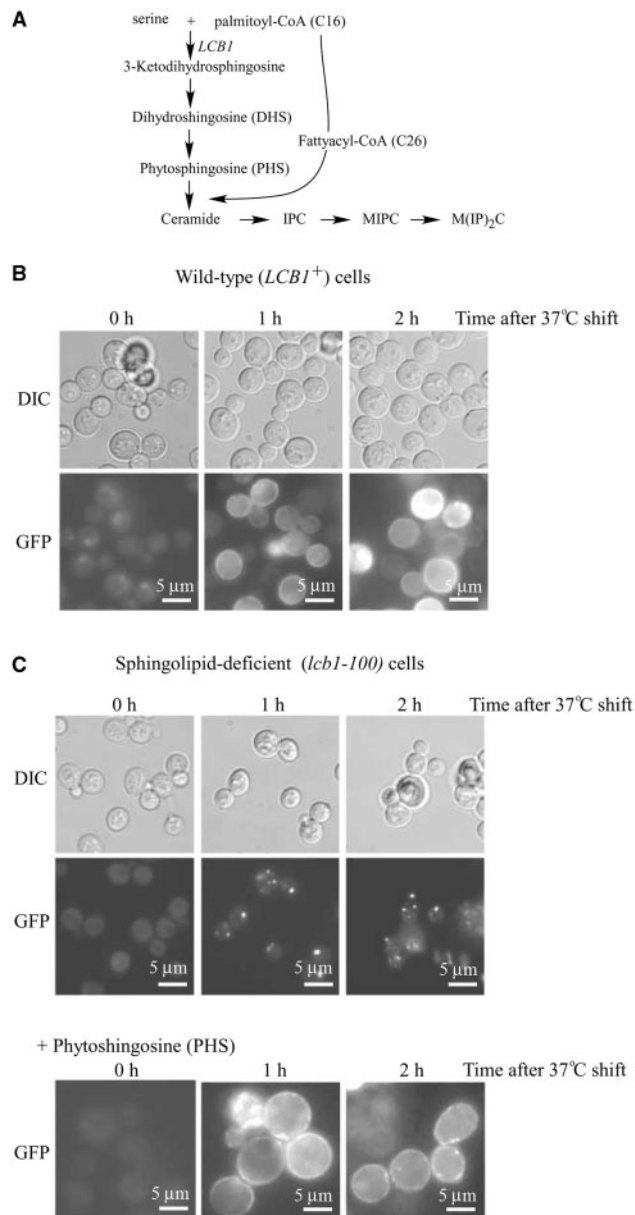 A
serine + palmitoyl-CoA (C16)
LCB1
3-Ketodihydrosphingosine
Dihydroshingosine (DHS)
Fattyacyl-CoA (C26)
Phytosphingosine (PHS)
Ceramide IPC MIPC M(IP)₂C
B
Wild-type (LCB1⁺) cells
0 h 1 h 2 h Time after 37°C shift
DIC
GFP
5 µm 5 µm 5 µm
C
Sphingolipid-deficient (lcb1-100) cells
0 h 1 h 2 h Time after 37°C shift
DIC
GFP
5 µm 5 µm 5 µm
+ Phytoshingosine (PHS)
0 h 1 h 2 h Time after 37°C shift
GFP
5 µm 5 µm 5 µm